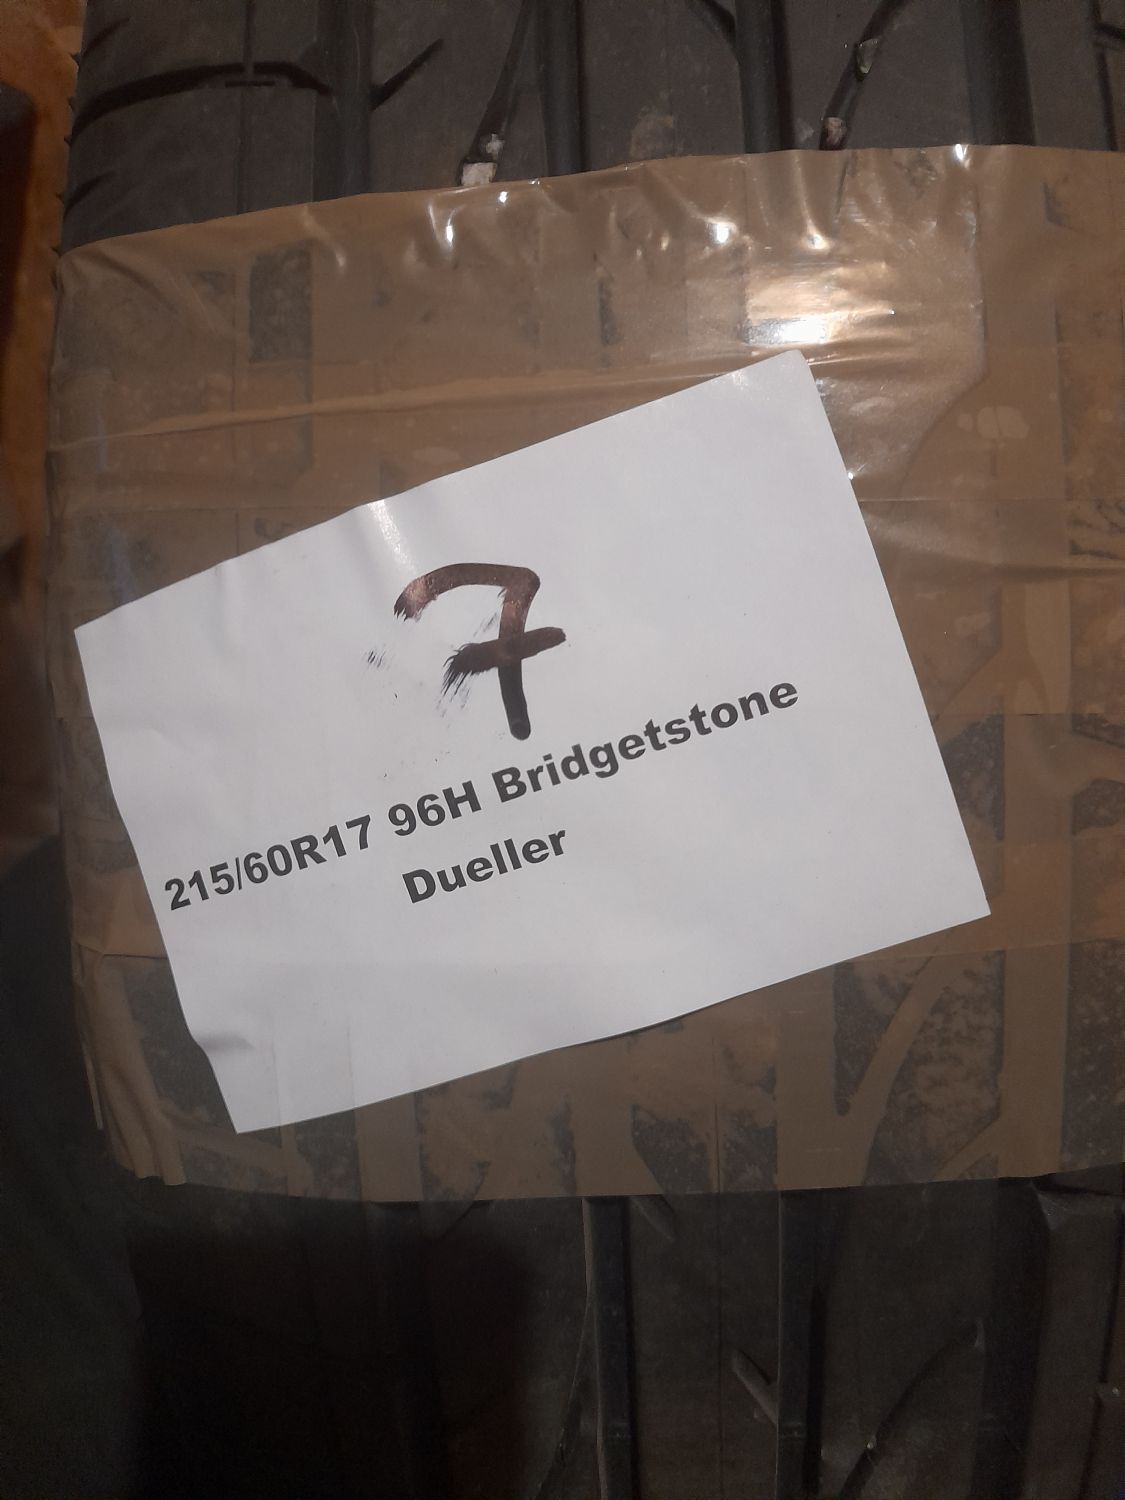 7
215/60R17 96H Bridgetstone
Dueller